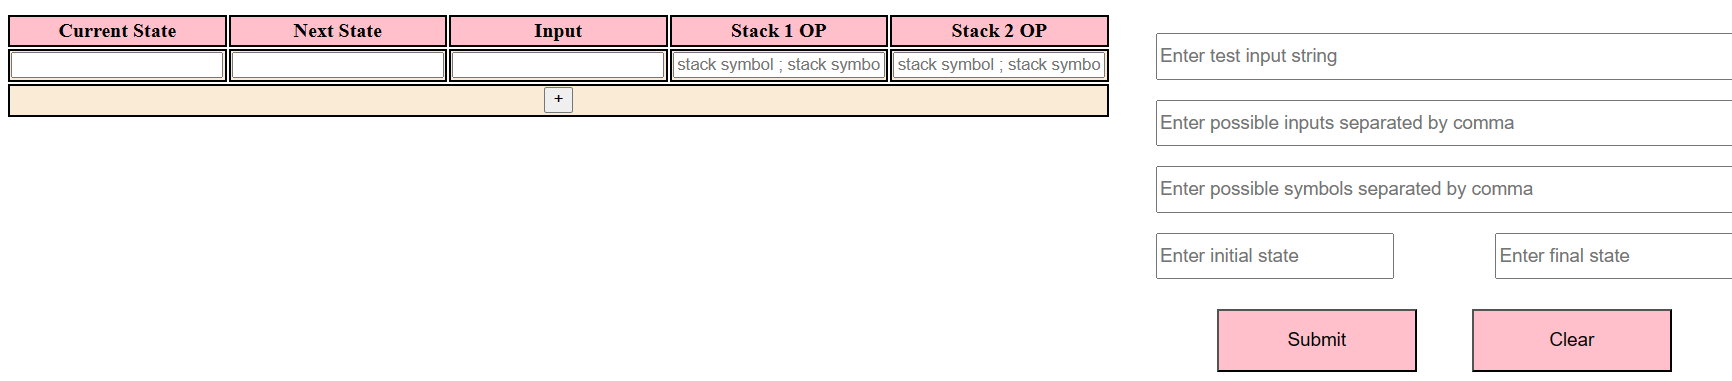 Current State Next State Input Stack 1 OP Stack 2 OP
stack symbol ; stack symbo stack symbol ; stack symbo
+
Enter test input string
Enter possible inputs separated by comma
Enter possible symbols separated by comma
Enter initial state Enter final state
Submit Clear